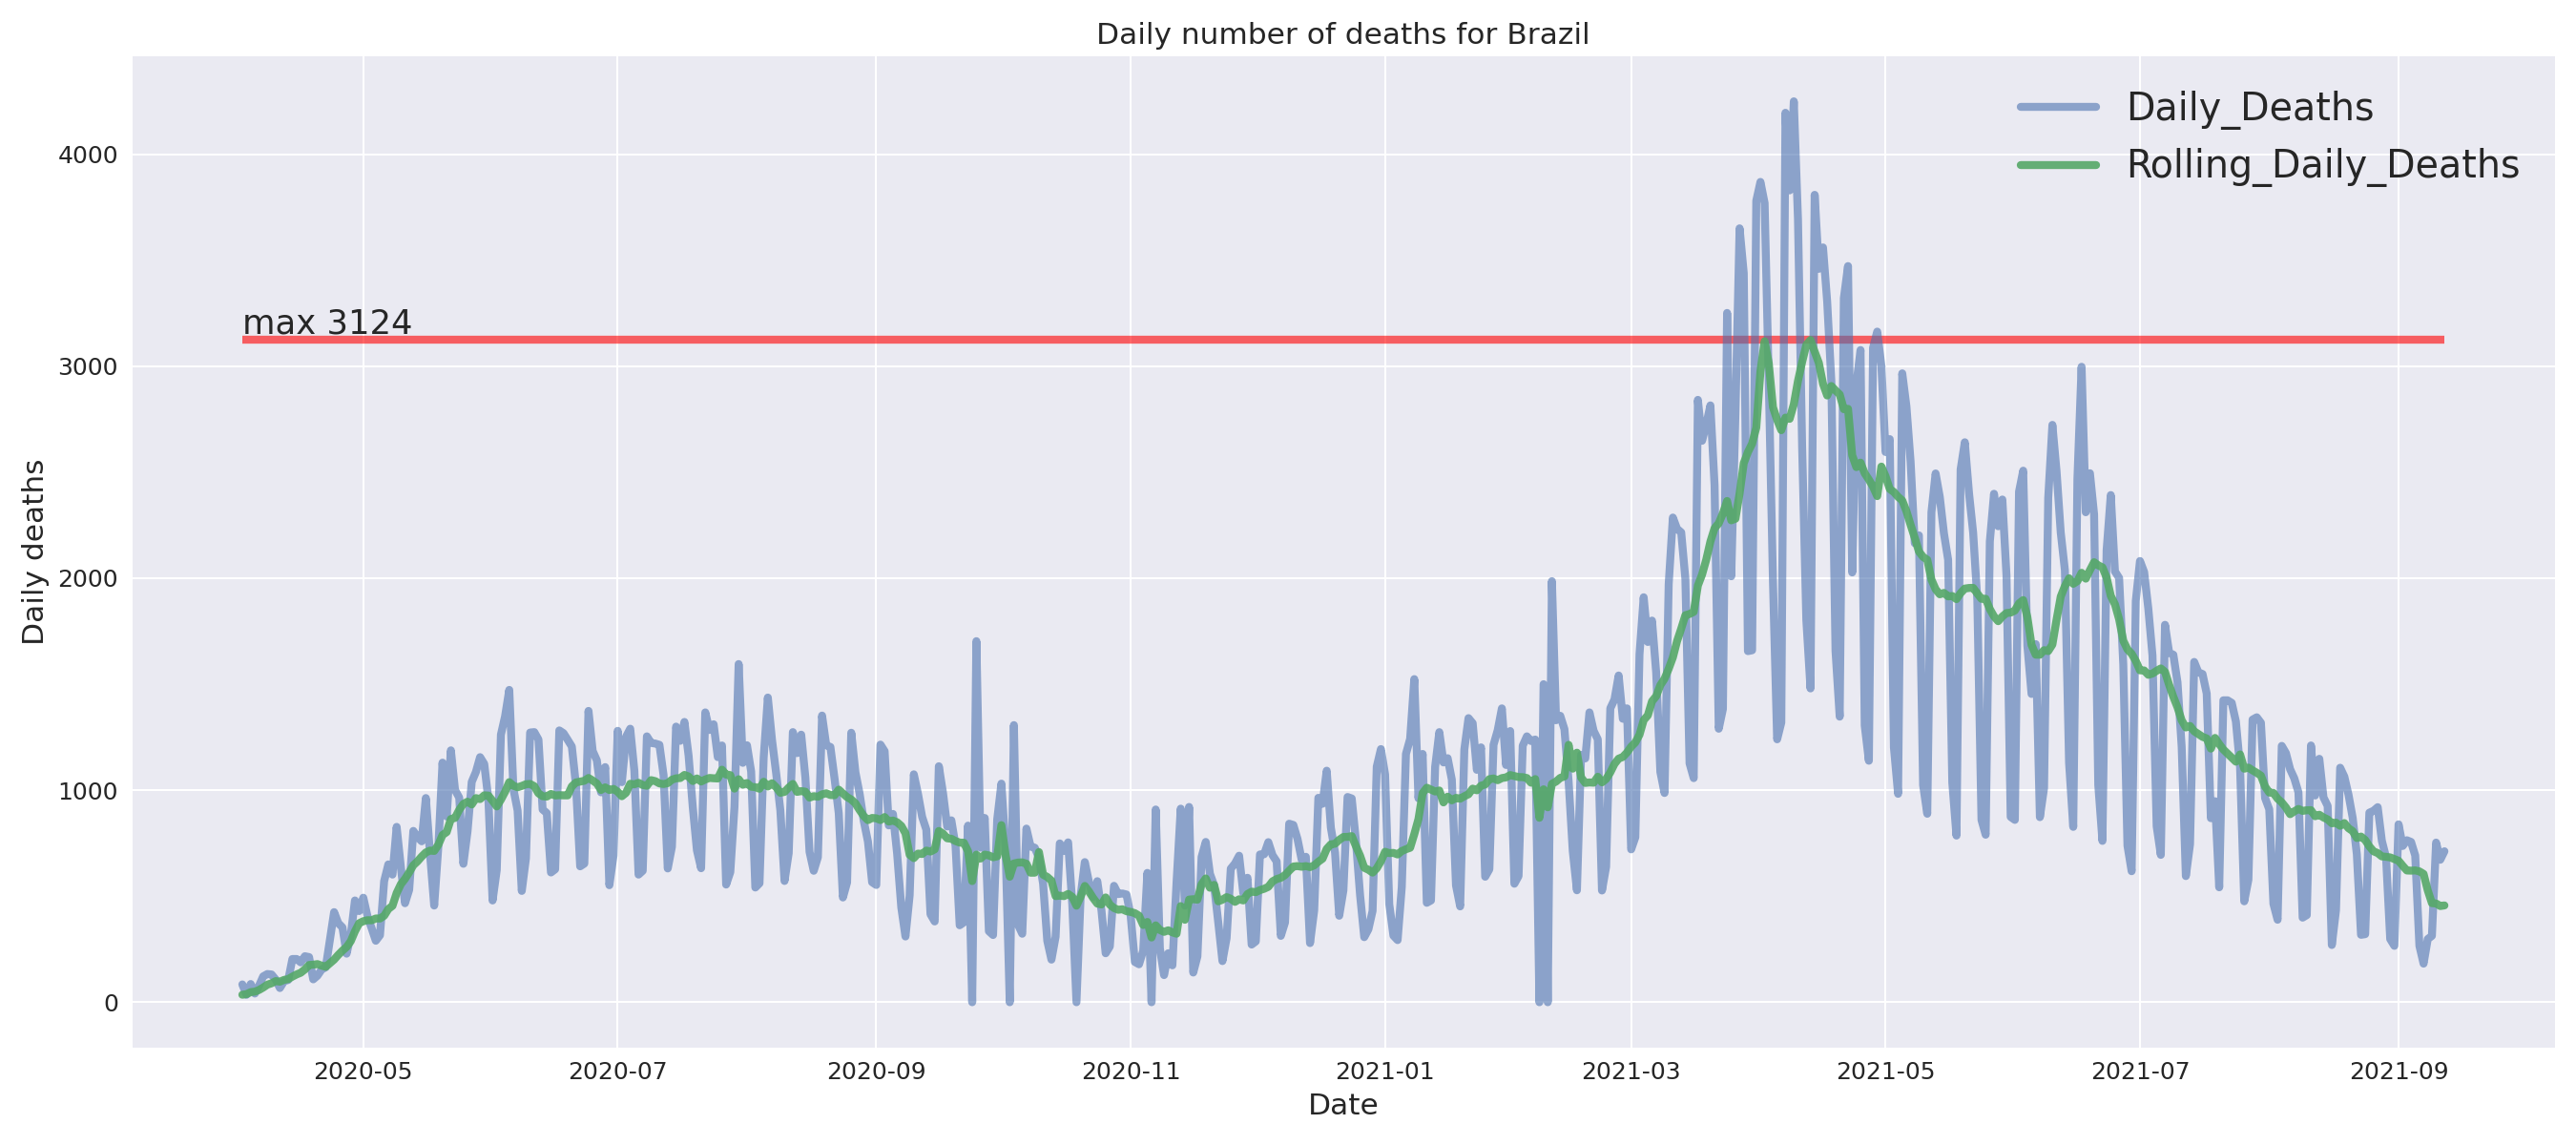 Daily number of deaths for Brazil
Daily_Deaths
Rolling_Daily_Deaths
max 3124
Daily deaths
4000
3000
2000
1000
0
2020-05
2020-07
2020-09
2020-11
2021-01
2021-03
2021-05
2021-07
2021-09
Date